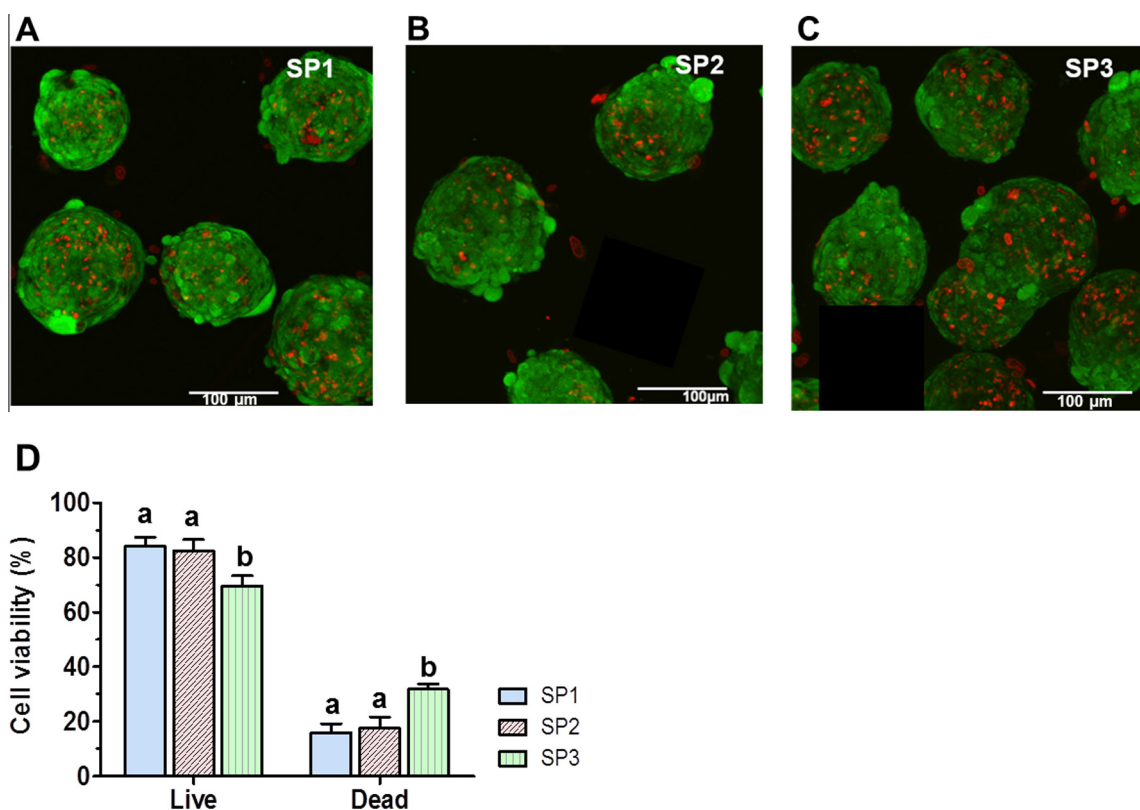 A
SP1
100 µm
B
SP2
100µm
C
SP3
100 µm
D
Cell viability (%)
100
80
60
40
20
0
a
a
b
a
a
b
Live
Dead
SP1
SP2
SP3